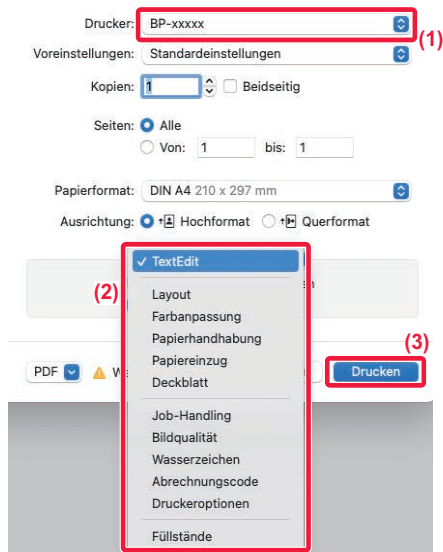 Drucker: BP-xxxxx
(1)
Voreinstellungen: Standardeinstellungen
Kopien: 1 Beidseitig
Seiten: Alle
Von: 1 bis: 1
Papierformat: DIN A4 210 x 297 mm
Ausrichtung: Hochformat Querformat
✓ TextEdit
(2)
Layout
Farbanpassung
Papierhandhabung
Papiereinzug
Deckblatt
(3)
PDF W Drucken
Job-Handling
Bildqualität
Wasserzeichen
Abrechnungscode
Druckeroptionen
Füllstände